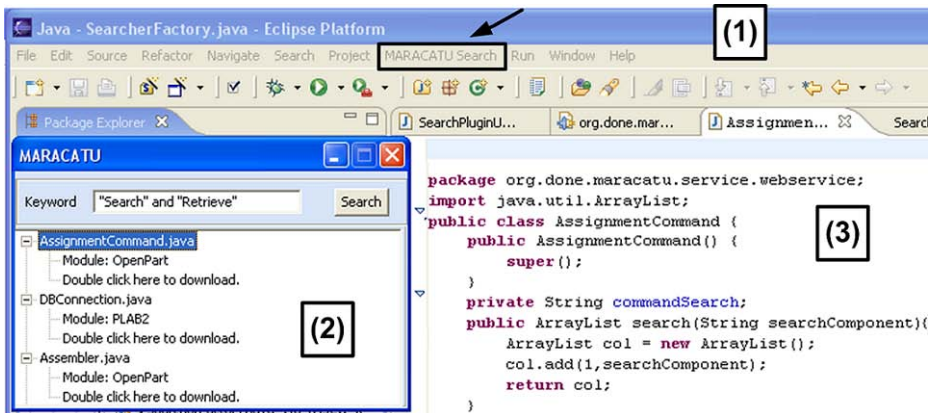 Java - SearcherFactory.java - Eclipse Platform
(1)
File Edit Source Refactor Navigate Search Project MARACATU Search Run Window Help
Package Explorer
SearchPluginU...
org.done.mar...
Assignmen...
Search
MARACATU
Keyword "Search" and "Retrieve" Search
AssignmentCommand.java
Module: OpenPart
Double click here to download.
DBConnection.java
Module: PLAB2
Double click here to download.
Assembler.java
Module: OpenPart
Double click here to download.
(2)
package org.done.maracatu.service.webservice;
import java.util.ArrayList;
public class AssignmentCommand {
public AssignmentCommand() {
super();
}
private String commandSearch;
public ArrayList search(String searchComponent){
ArrayList col = new ArrayList();
col.add(1,searchComponent);
return col;
}
(3)